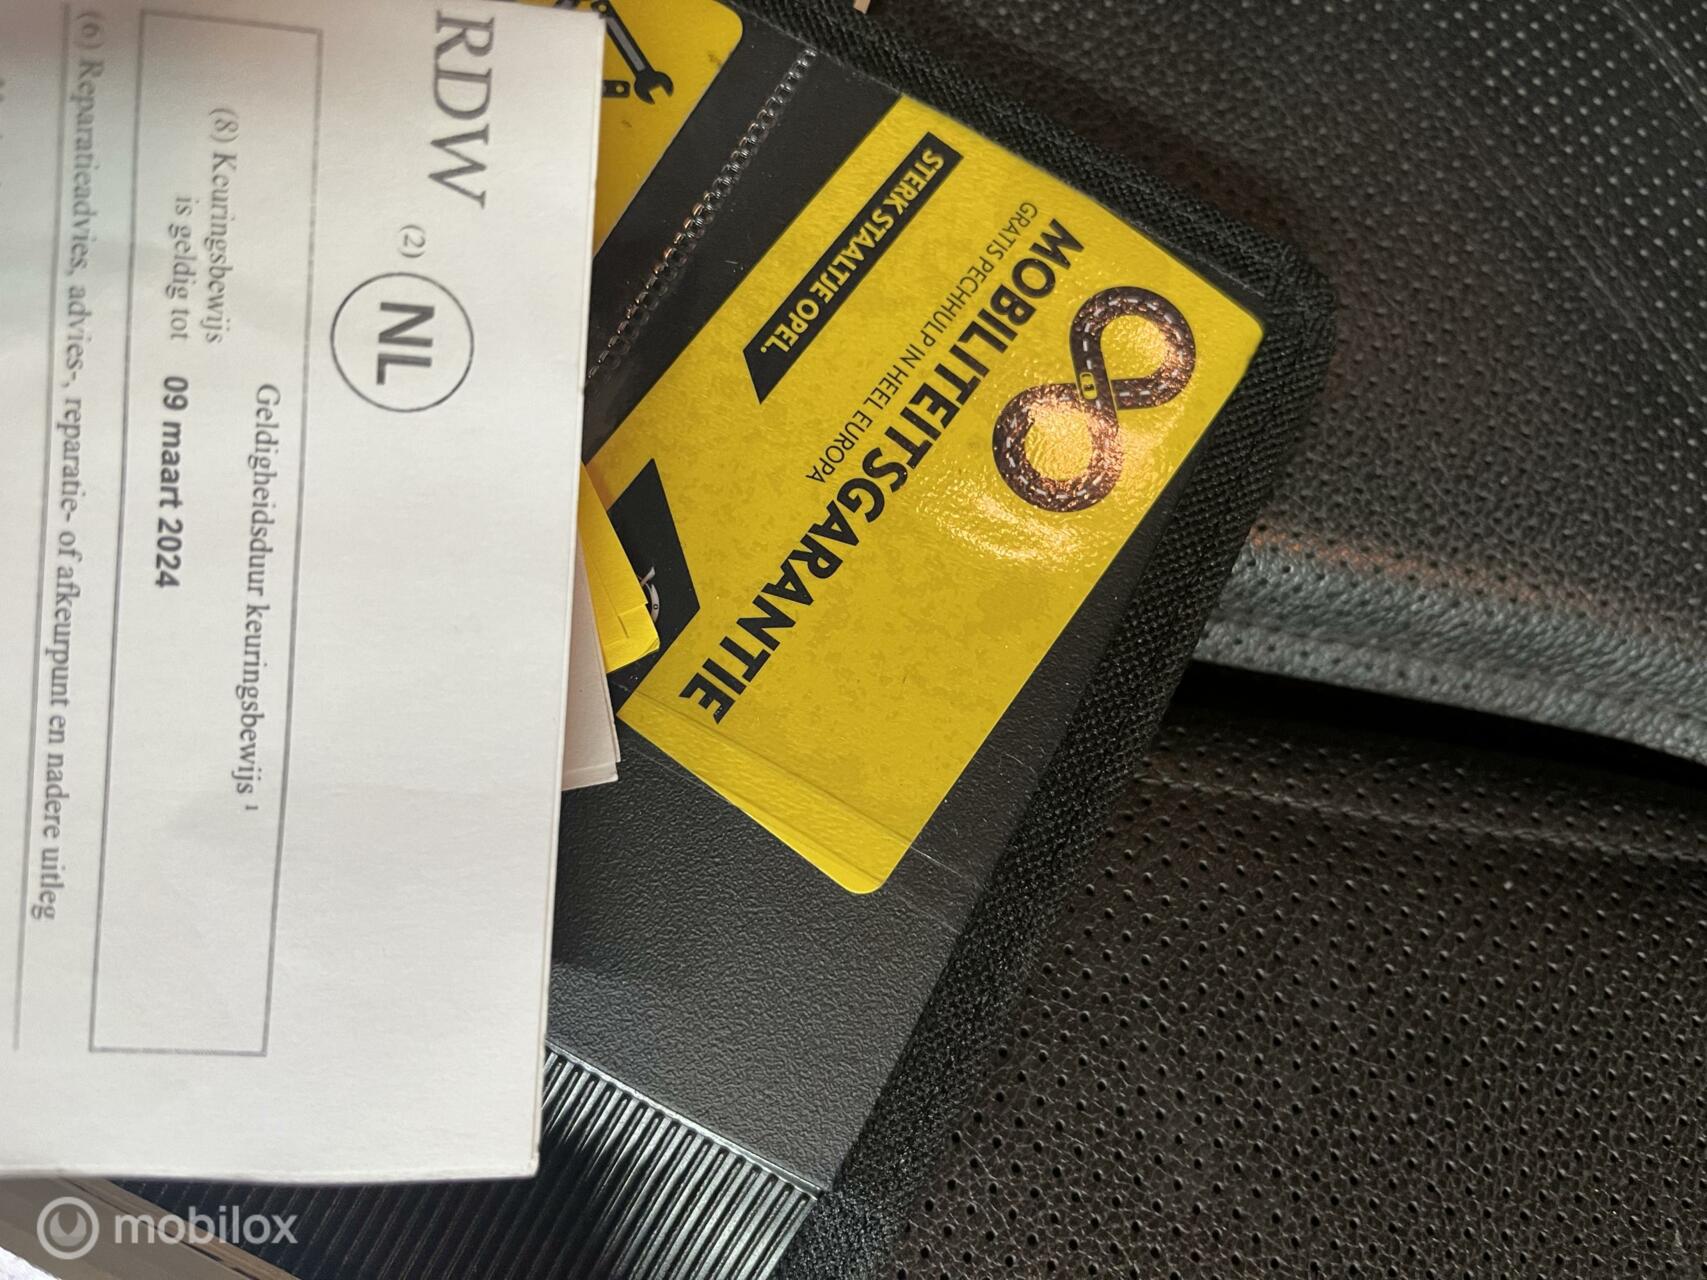 RDW
(2) NL
Geldigheidsduur keuringsbewijs ¹
(8) Keuringsbewijs
is geldig tot 09 maart 2024
(6) Reparatieadvies, advies-, reparatie- of afkeurpunt en nadere uitleg
MOBILITEITSGARANTIE
GRATIS PECHHULP IN HEEL EUROPA
STERK STAALTJE OPEL.
mobilox